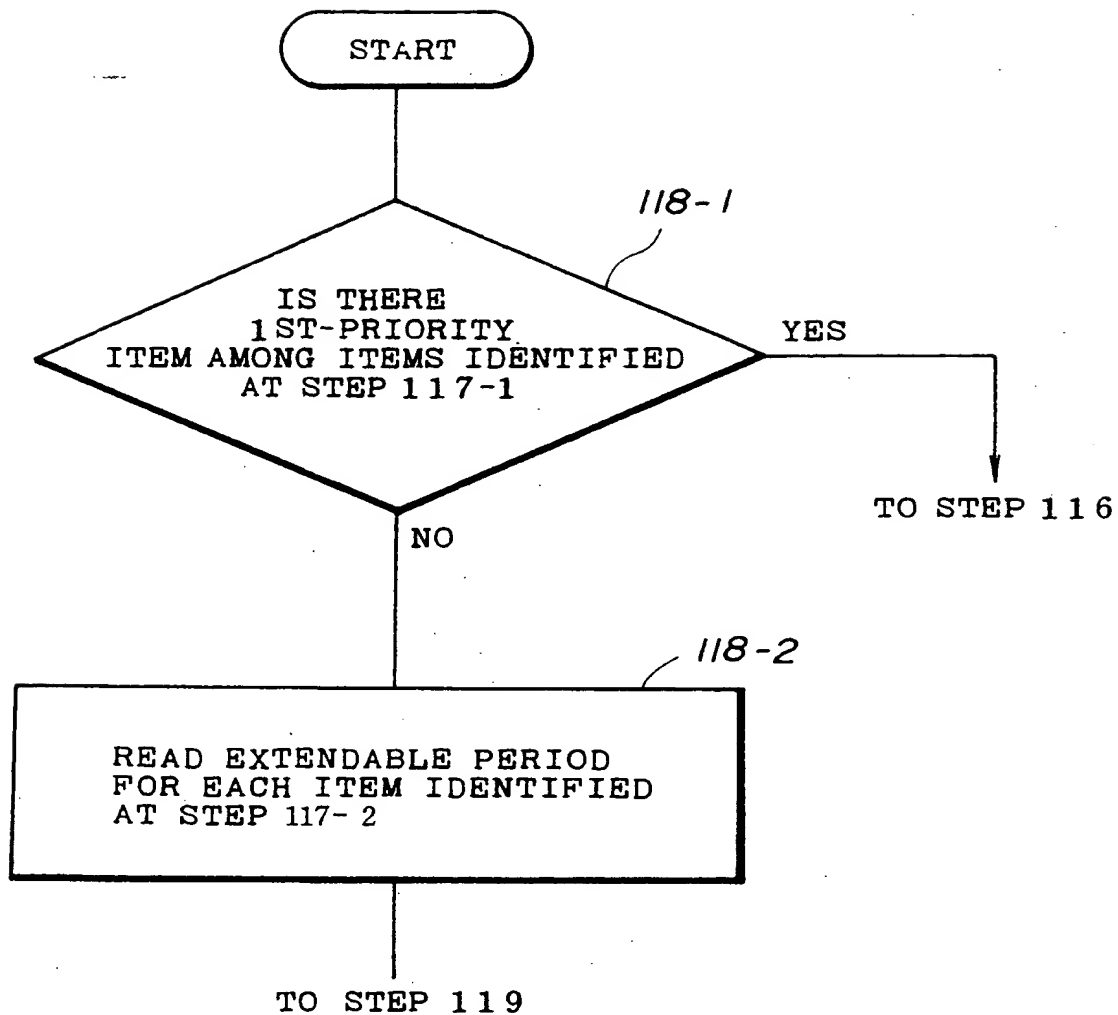 START
118-1
IS THERE
1ST-PRIORITY
ITEM AMONG ITEMS IDENTIFIED
AT STEP 117-1
YES
TO STEP 116
NO
118-2
READ EXTENDABLE PERIOD
FOR EACH ITEM IDENTIFIED
AT STEP 117-2
TO STEP 119